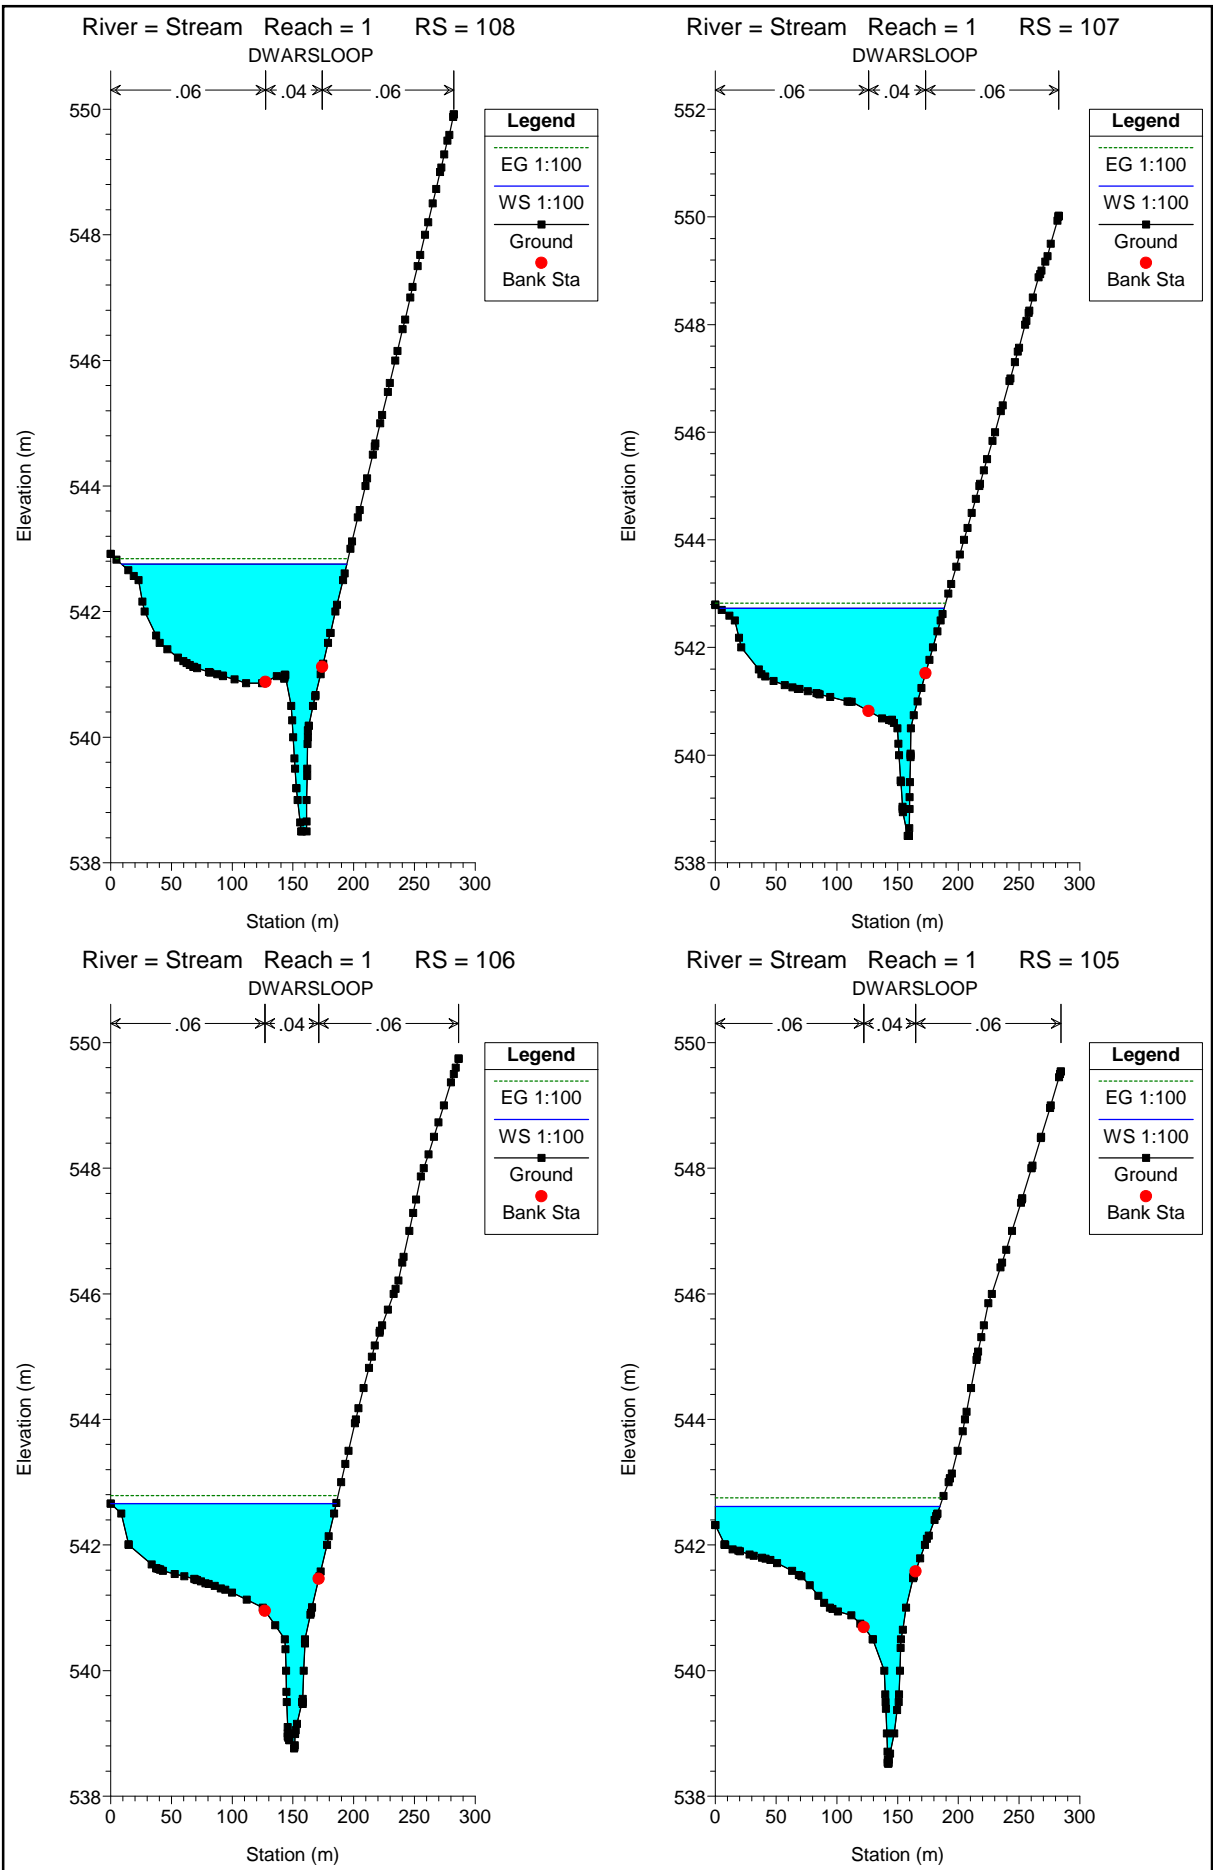 River = Stream Reach = 1 RS = 108
DWARSLOOP
.06 .04 .06
550
548
546
544
542
540
538
0 50 100 150 200 250 300
Elevation (m)
Station (m)
Legend
EG 1:100
WS 1:100
Ground
Bank Sta
River = Stream Reach = 1 RS = 107
DWARSLOOP
.06 .04 .06
552
550
548
546
544
542
540
538
0 50 100 150 200 250 300
Elevation (m)
Station (m)
Legend
EG 1:100
WS 1:100
Ground
Bank Sta
River = Stream Reach = 1 RS = 106
DWARSLOOP
.06 .04 .06
550
548
546
544
542
540
538
0 50 100 150 200 250 300
Elevation (m)
Station (m)
Legend
EG 1:100
WS 1:100
Ground
Bank Sta
River = Stream Reach = 1 RS = 105
DWARSLOOP
.06 .04 .06
550
548
546
544
542
540
538
0 50 100 150 200 250 300
Elevation (m)
Station (m)
Legend
EG 1:100
WS 1:100
Ground
Bank Sta